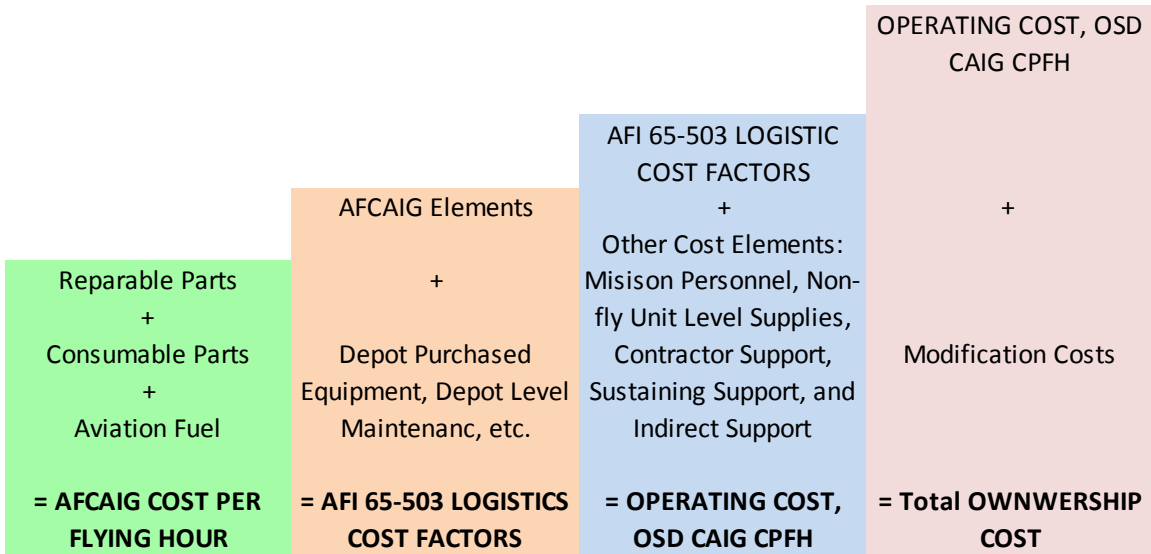 Reparable Parts
+
Consumable Parts
+
Aviation Fuel
= AFCAIG COST PER
FLYING HOUR
AFCAIG Elements
+
Depot Purchased
Equipment, Depot Level
Maintenanc, etc.
= AFI 65-503 LOGISTICS
COST FACTORS
AFI 65-503 LOGISTIC
COST FACTORS
+
Other Cost Elements:
Misison Personnel, Non-
fly Unit Level Supplies,
Contractor Support,
Sustaining Support, and
Indirect Support
= OPERATING COST,
OSD CAIG CPFH
OPERATING COST, OSD
CAIG CPFH
+
Modification Costs
= Total OWNWERSHIP
COST